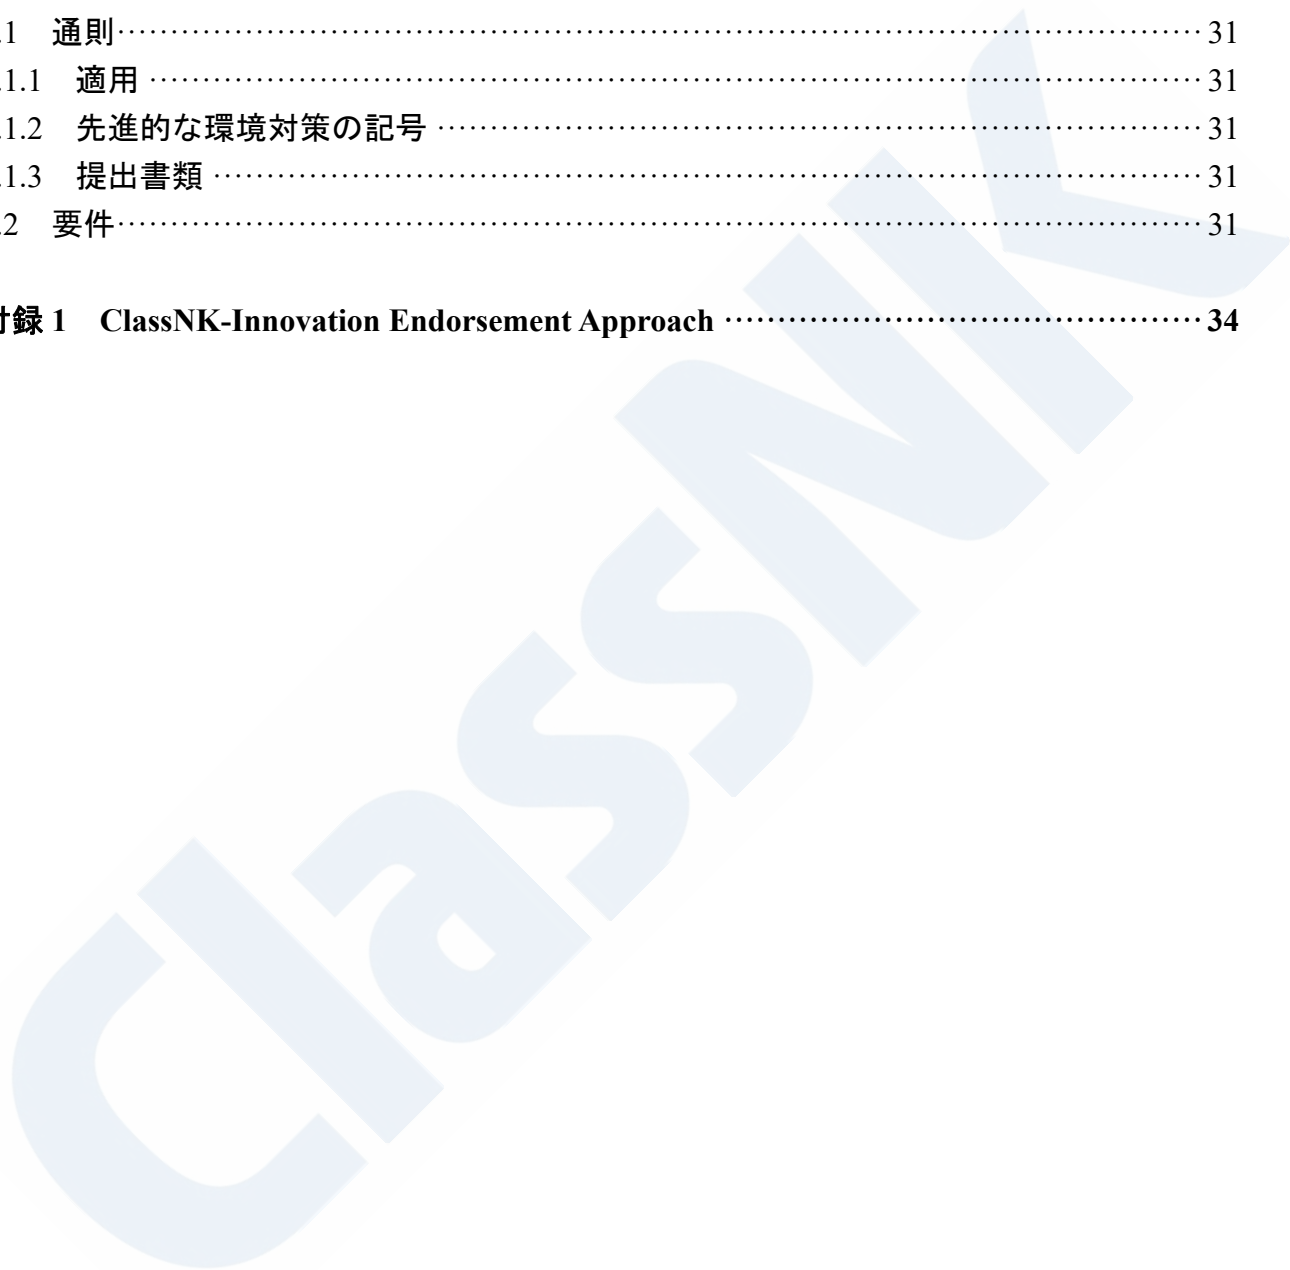 .1 通則………………………………………………………………………………………… 31
.1.1 適用 ……………………………………………………………………………………… 31
.1.2 先進的な環境対策の記号 ……………………………………………………………… 31
.1.3 提出書類 ………………………………………………………………………………… 31
.2 要件………………………………………………………………………………………… 31
録 1 ClassNK-Innovation Endorsement Approach ……………………………………… 34
ClassNK